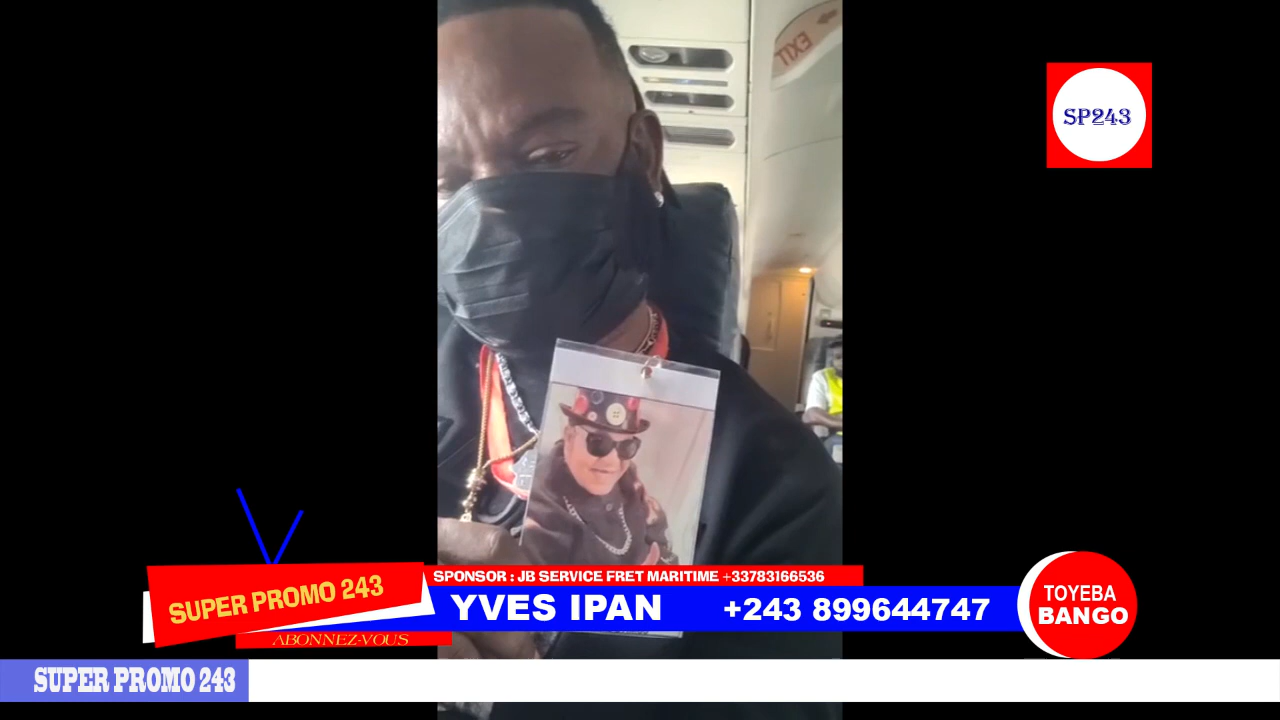 EXIT
SP243
SUPER PROMO 243
SPONSOR : JB SERVICE FRET MARITIME +33783166536
YVES IPAN +243 899644747
TOYEBA
BANGO
ABONNEZ-VOUS
SUPER PROMO 243